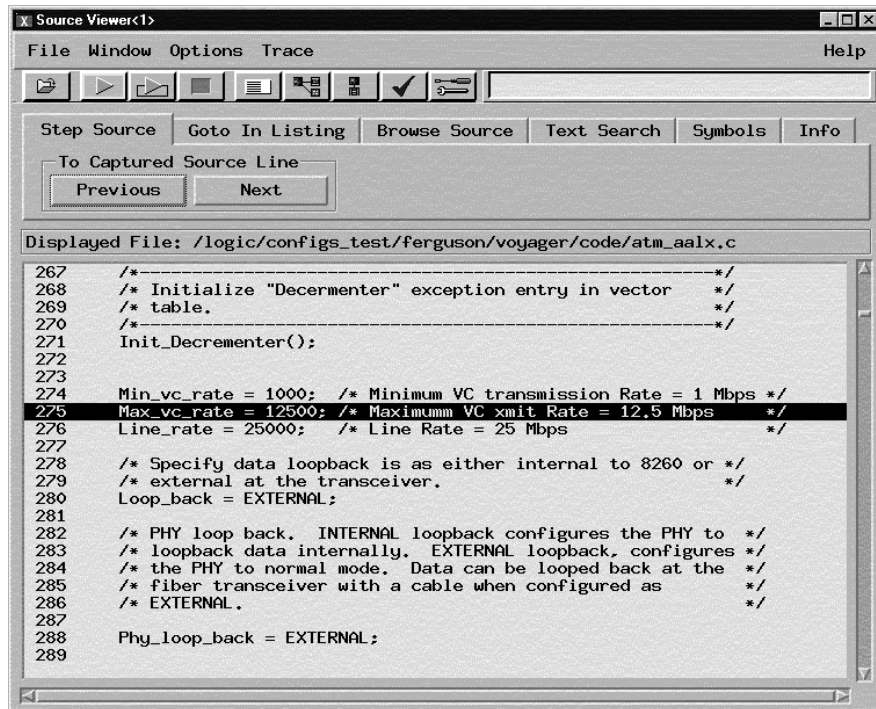 X Source Viewer<1>
File Window Options Trace Help
Step Source Goto In Listing Browse Source Text Search Symbols Info
To Captured Source Line
Previous Next
Displayed File: /logic/configs_test/ferguson/voyager/code/atm_aalx.c
267 /*----------------------------------------------------------------*/
268 /* Initialize "Decermenter" exception entry in vector */
269 /* table. */
270 /*----------------------------------------------------------------*/
271 Init_Decrementer();
272
273
274 Min_vc_rate = 1000; /* Minimum VC transmission Rate = 1 Mbps */
275 Max_vc_rate = 12500; /* Maximumm VC xmit Rate = 12.5 Mbps */
276 Line_rate = 25000; /* Line Rate = 25 Mbps */
277
278 /* Specify data loopback is as either internal to 8260 or */
279 /* external at the transceiver. */
280 Loop_back = EXTERNAL;
281
282 /* PHY loop back. INTERNAL loopback configures the PHY to */
283 /* loopback data internally. EXTERNAL loopback, configures */
284 /* the PHY to normal mode. Data can be looped back at the */
285 /* fiber transceiver with a cable when configured as */
286 /* EXTERNAL. */
287
288 Phy_loop_back = EXTERNAL;
289